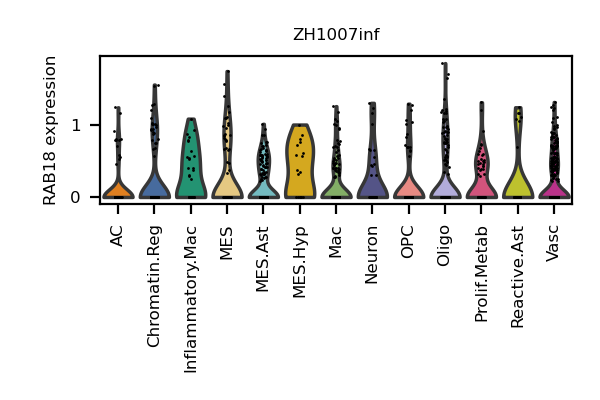 ZH1007inf
RAB18 expression
1
0
AC
Chromatin.Reg
Inflammatory.Mac
MES
MES.Ast
MES.Hyp
Mac
Neuron
OPC
Oligo
Prolif.Metab
Reactive.Ast
Vasc